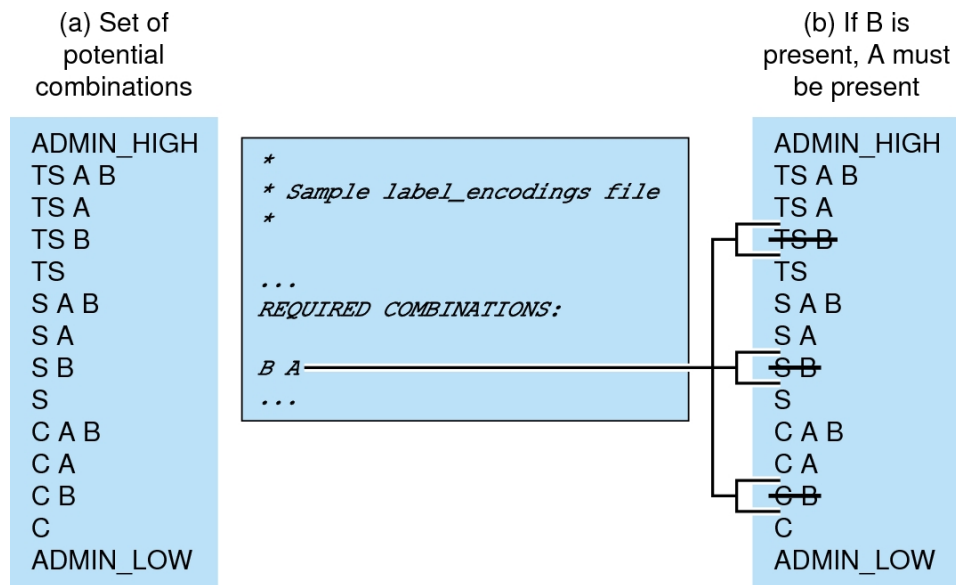 (a) Set of
potential
combinations
ADMIN_HIGH
TS A B
TS A
TS B
TS
S A B
S A
S B
S
C A B
C A
C B
C
ADMIN_LOW
*
* Sample label_encodings file
*
...
REQUIRED COMBINATIONS:
B A
...
(b) If B is
present, A must
be present
ADMIN_HIGH
TS A B
TS A
TS B
TS
S A B
S A
S B
S
C A B
C A
C B
C
ADMIN_LOW